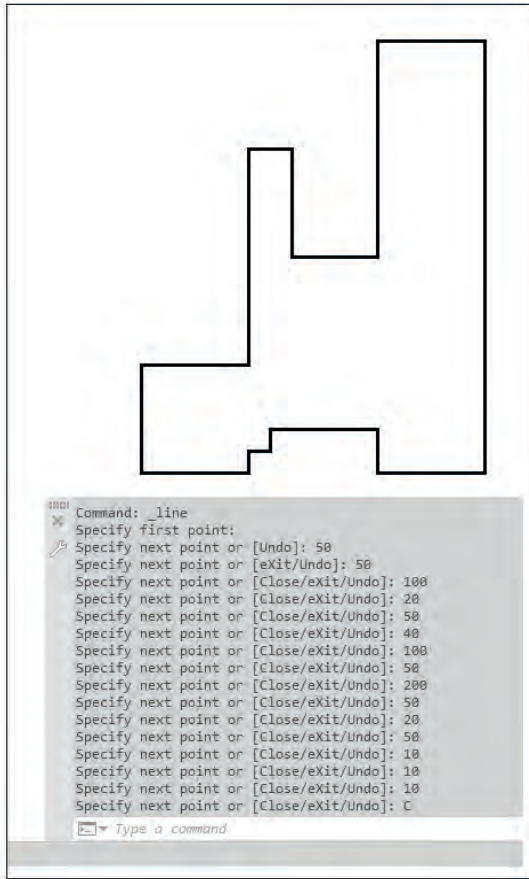 Command: _line
Specify first point:
Specify next point or [Undo]: 50
Specify next point or [eXit/Undo]: 50
Specify next point or [Close/eXit/Undo]: 100
Specify next point or [Close/eXit/Undo]: 20
Specify next point or [Close/eXit/Undo]: 50
Specify next point or [Close/eXit/Undo]: 40
Specify next point or [Close/eXit/Undo]: 100
Specify next point or [Close/eXit/Undo]: 50
Specify next point or [Close/eXit/Undo]: 200
Specify next point or [Close/eXit/Undo]: 50
Specify next point or [Close/eXit/Undo]: 20
Specify next point or [Close/eXit/Undo]: 50
Specify next point or [Close/eXit/Undo]: 10
Specify next point or [Close/eXit/Undo]: 10
Specify next point or [Close/eXit/Undo]: 10
Specify next point or [Close/eXit/Undo]: C
Type a command